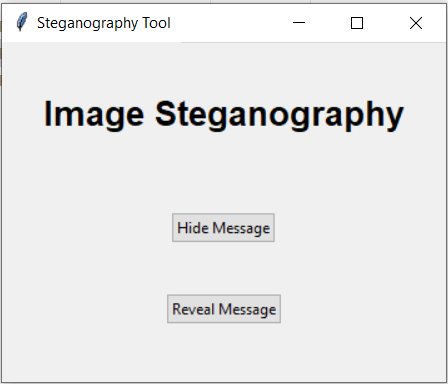 Steganography Tool
Image Steganography
Hide Message
Reveal Message